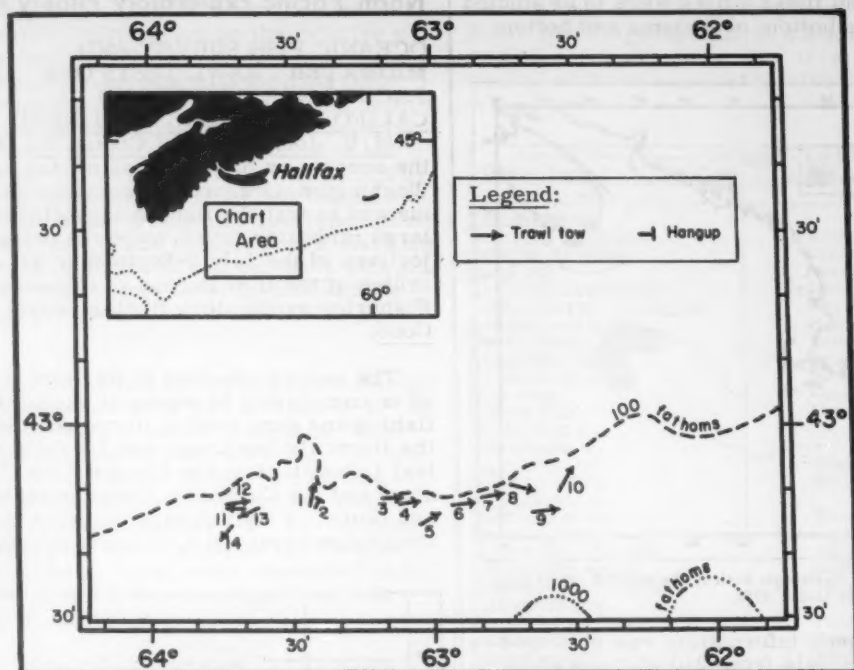 64° 30' 63° 30' 62°
45°
Halifax
Chart
Area
60°
Legend:
Trawl tow Hangup
30' 30'
43° 43°
100 fathoms
12 1 2 3 4 5 6 7 8 9 10
11 13
14
1000 fathoms
30' 30'
64° 30' 63° 30' 62°